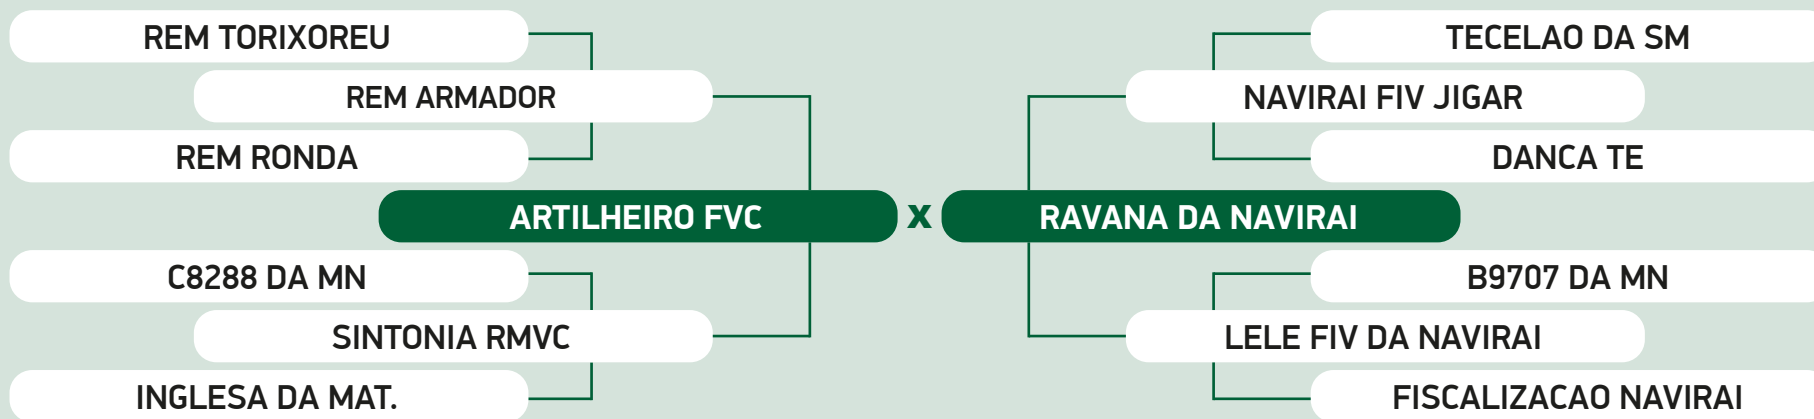 REM TORIXOREU
TECELAO DA SM
REM ARMADOR
NAVIRAI FIV JIGAR
REM RONDA
DANCA TE
ARTILHEIRO FVC X RAVANA DA NAVIRAI
C8288 DA MN
B9707 DA MN
SINTONIA RMVC
LELE FIV DA NAVIRAI
INGLESA DA MAT.
FISCALIZACAO NAVIRAI